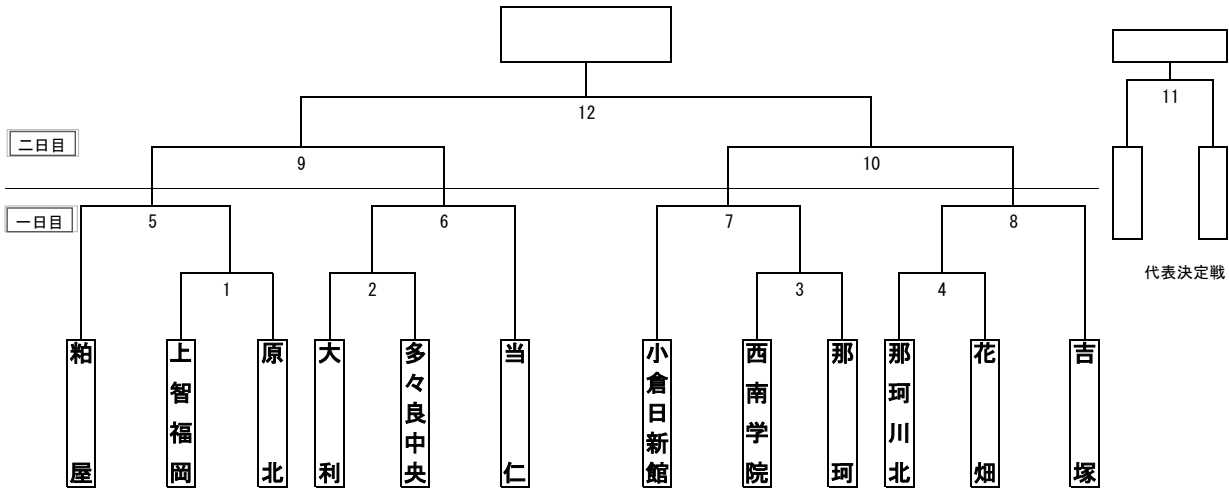 12
11
二日目
9
10
一日目
5
6
7
8
代表決定戦
1
2
3
4
粕屋
上智福岡
原北
大利
多々良中央
当仁
小倉日新館
西南学院
那珂
那珂川北
花畑
吉塚